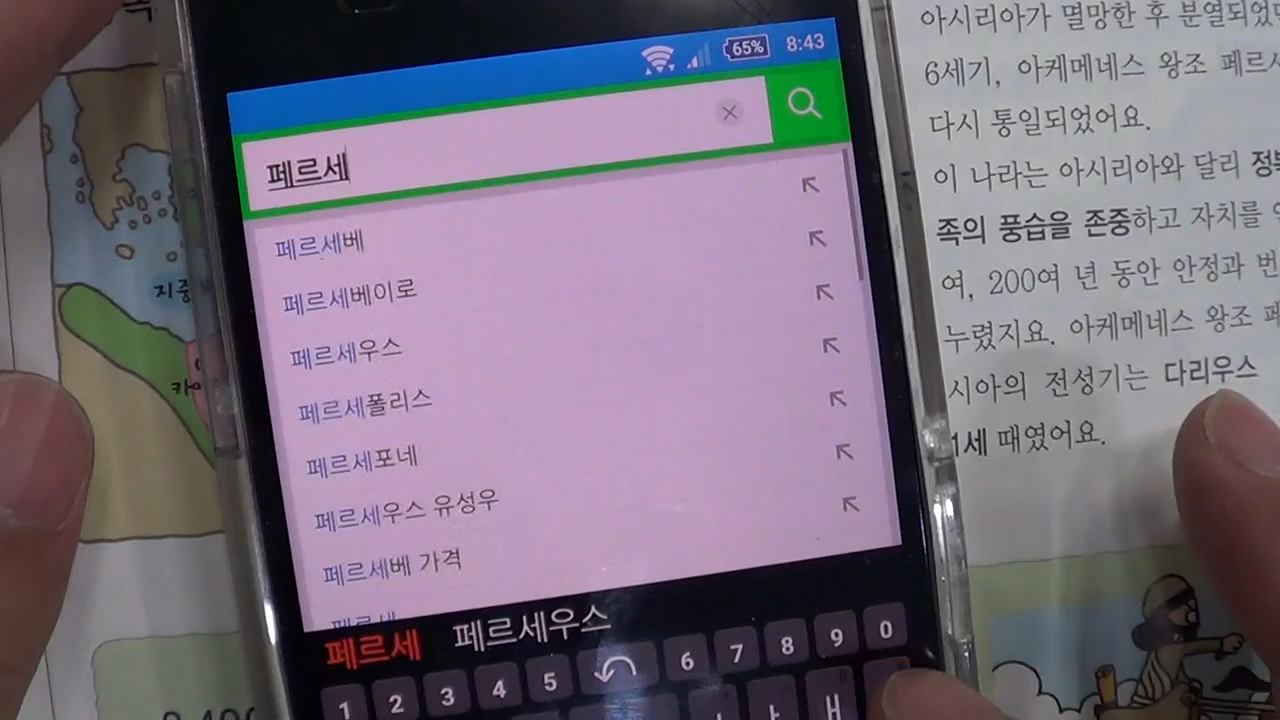 65% 8:43
페르세
페르세베
페르세베이로
페르세우스
페르세폴리스
페르세포네
페르세우스 유성우
페르세베 가격
페르세
페르세 페르세우스
1 2 3 4 5 6 7 8 9 0
아시리아가 멸망한 후 분열되었
6세기, 아케메네스 왕조 페르
다시 통일되었어요.
이 나라는 아시리아와 달리
족의 풍습을 존중하고 자치를
여, 200여 년 동안 안정과
누렸지요. 아케메네스 왕조
시아의 전성기는 다리우스
1세 때였어요.
지중